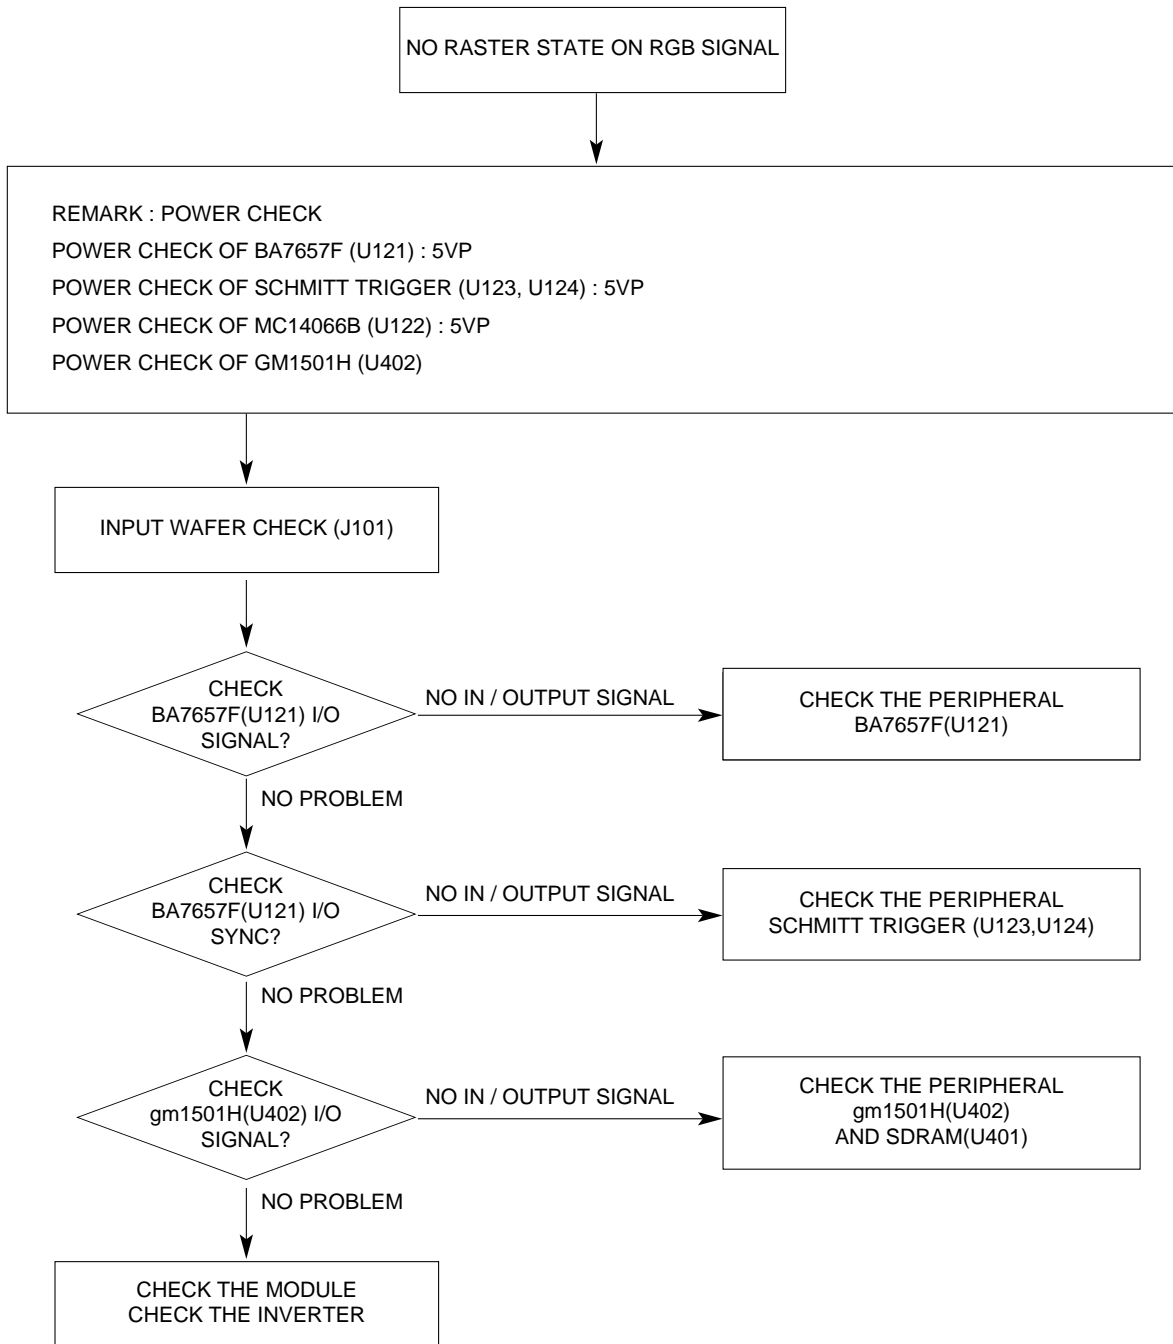 NO RASTER STATE ON RGB SIGNAL
REMARK : POWER CHECK
POWER CHECK OF BA7657F (U121) : 5VP
POWER CHECK OF SCHMITT TRIGGER (U123, U124) : 5VP
POWER CHECK OF MC14066B (U122) : 5VP
POWER CHECK OF GM1501H (U402)
INPUT WAFER CHECK (J101)
CHECK
BA7657F(U121) I/O
SIGNAL?
NO IN / OUTPUT SIGNAL
CHECK THE PERIPHERAL
BA7657F(U121)
NO PROBLEM
CHECK
BA7657F(U121) I/O
SYNC?
NO IN / OUTPUT SIGNAL
CHECK THE PERIPHERAL
SCHMITT TRIGGER (U123,U124)
NO PROBLEM
CHECK
gm1501H(U402) I/O
SIGNAL?
NO IN / OUTPUT SIGNAL
CHECK THE PERIPHERAL
gm1501H(U402)
AND SDRAM(U401)
NO PROBLEM
CHECK THE MODULE
CHECK THE INVERTER